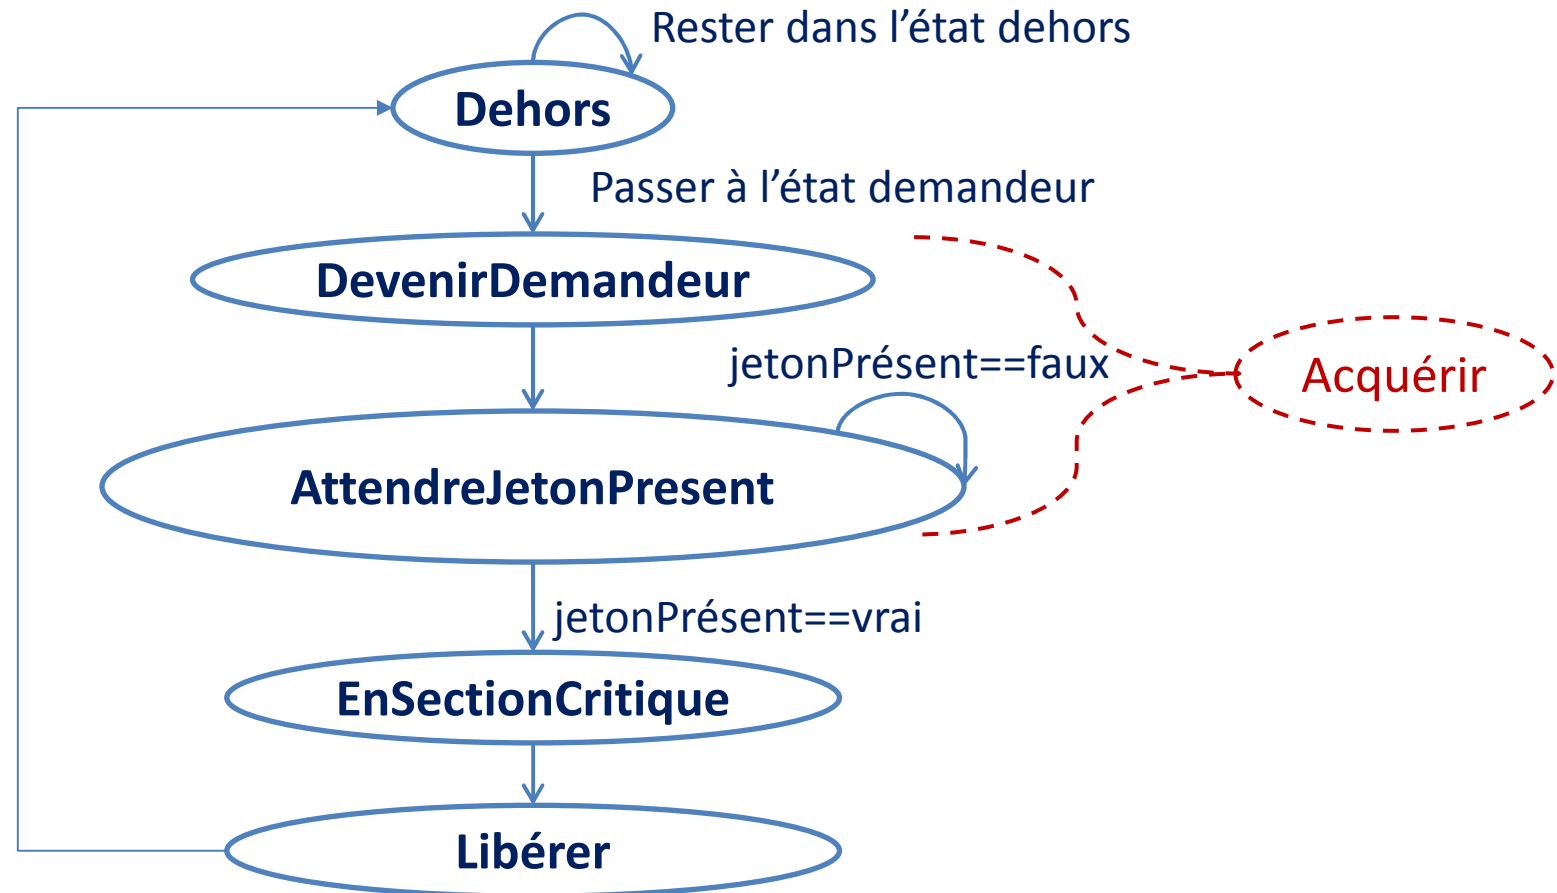 Rester dans l’état dehors
Dehors
Passer à l’état demandeur
DevenirDemandeur
jetonPrésent==faux
Acquérir
AttendreJetonPresent
jetonPrésent==vrai
EnSectionCritique
Libérer